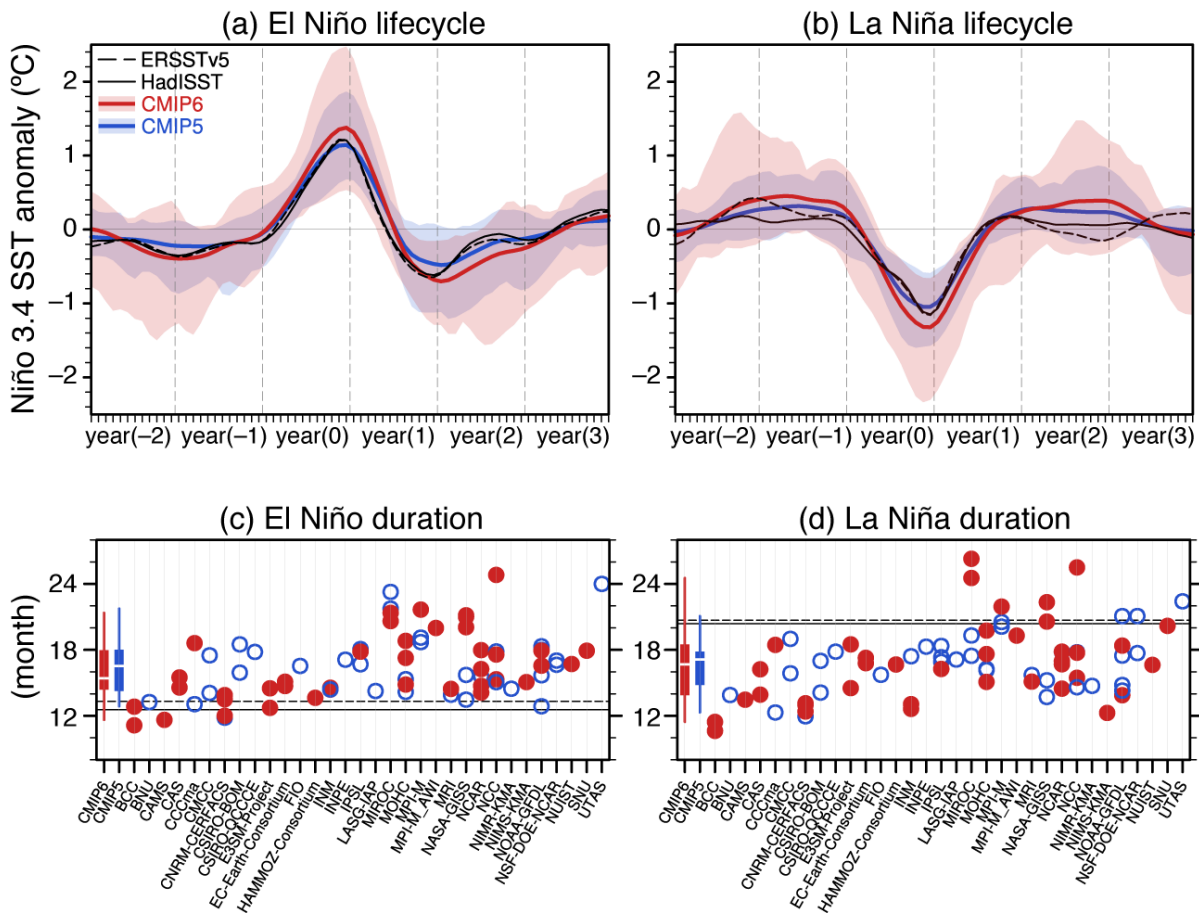 (a) El Niño lifecycle
(b) La Niña lifecycle
Niño 3.4 SST anomaly (ºC)
2
1
0
−1
−2
ERSSTv5
HadISST
CMIP6
CMIP5
2
1
0
−1
−2
year(−2) year(−1) year(0) year(1) year(2) year(3)
year(−2) year(−1) year(0) year(1) year(2) year(3)
(c) El Niño duration
(d) La Niña duration
(month)
24
18
12
24
18
12
CMIP6
CMIP5
BCC
BNU
CAMS
CAS
CCCma
CMCC
CNRM-CERFACS
CSIRO-BOM
CSIRO-QCCCE
E3SM-Project
EC-Earth-Consortium
FIO
HAMMOZ-Consortium
INM
INPE
IPSL
LASG-IAP
MIROC
MOHC
MPI-M
MPI-M_AWI
MRI
NASA-GISS
NCAR
NCC
NIMR-KMA
NIMS-KMA
NOAA-GFDL
NSF-DOE-NCAR
NUIST
SNU
UTAS
CMIP6
CMIP5
BCC
BNU
CAMS
CAS
CCCma
CMCC
CNRM-CERFACS
CSIRO-BOM
CSIRO-QCCCE
E3SM-Project
EC-Earth-Consortium
FIO
HAMMOZ-Consortium
INM
INPE
IPSL
LASG-IAP
MIROC
MOHC
MPI-M
MPI-M_AWI
MRI
NASA-GISS
NCAR
NCC
NIMR-KMA
NIMS-KMA
NOAA-GFDL
NSF-DOE-NCAR
NUIST
SNU
UTAS